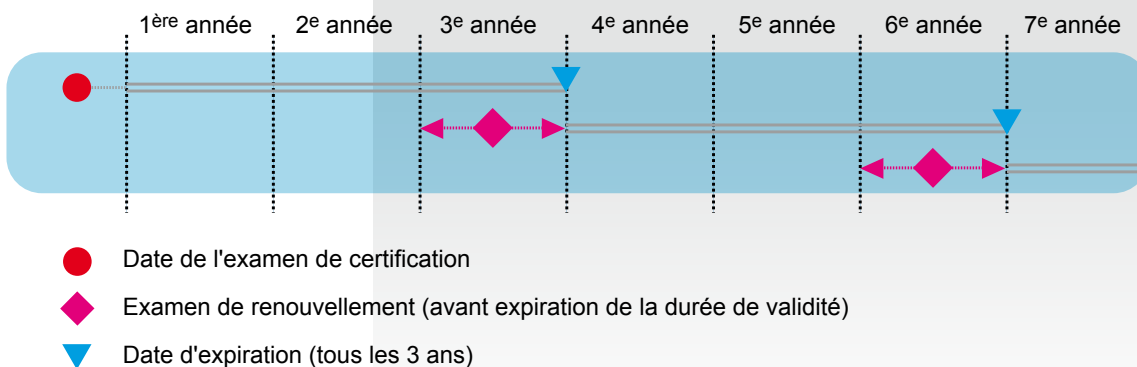 1ère année 2e année 3e année 4e année 5e année 6e année 7e année
Date de l'examen de certification
Examen de renouvellement (avant expiration de la durée de validité)
Date d'expiration (tous les 3 ans)